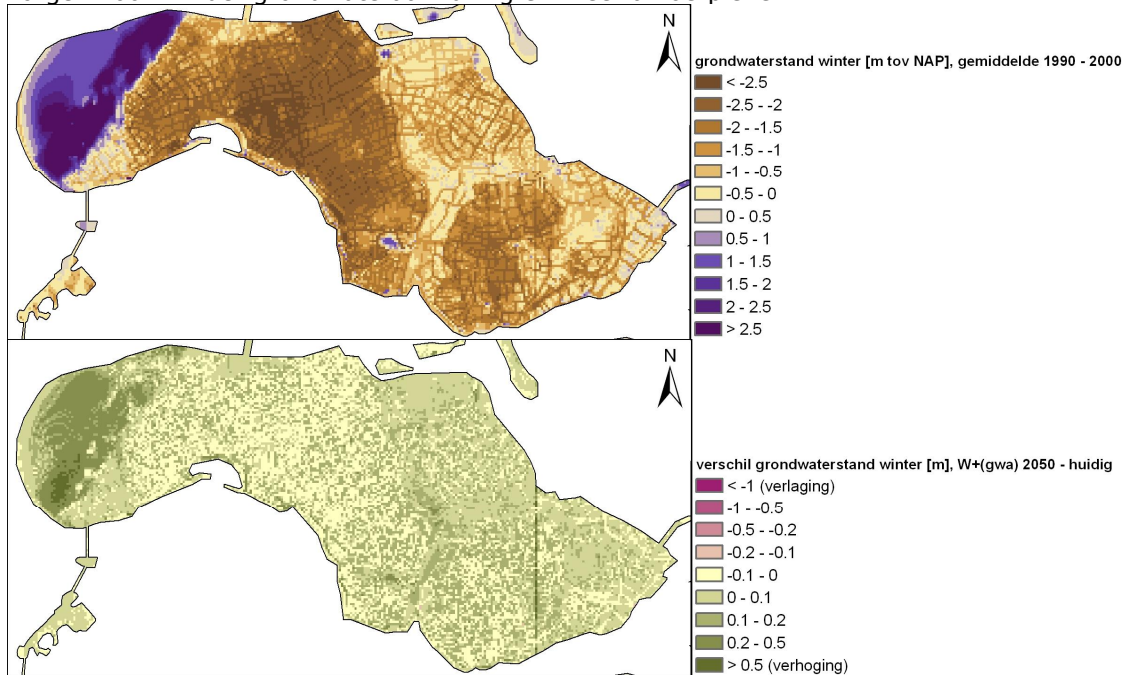 N
grondwaterstand winter [m tov NAP], gemiddelde 1990 - 2000
< -2.5
-2.5 - -2
-2 - -1.5
-1.5 - -1
-1 - -0.5
-0.5 - 0
0 - 0.5
0.5 - 1
1 - 1.5
1.5 - 2
2 - 2.5
> 2.5
N
verschil grondwaterstand winter [m], W+(gwa) 2050 - huidig
< -1 (verlaging)
-1 - -0.5
-0.5 - -0.2
-0.2 - -0.1
-0.1 - 0
0 - 0.1
0.1 - 0.2
0.2 - 0.5
> 0.5 (verhoging)